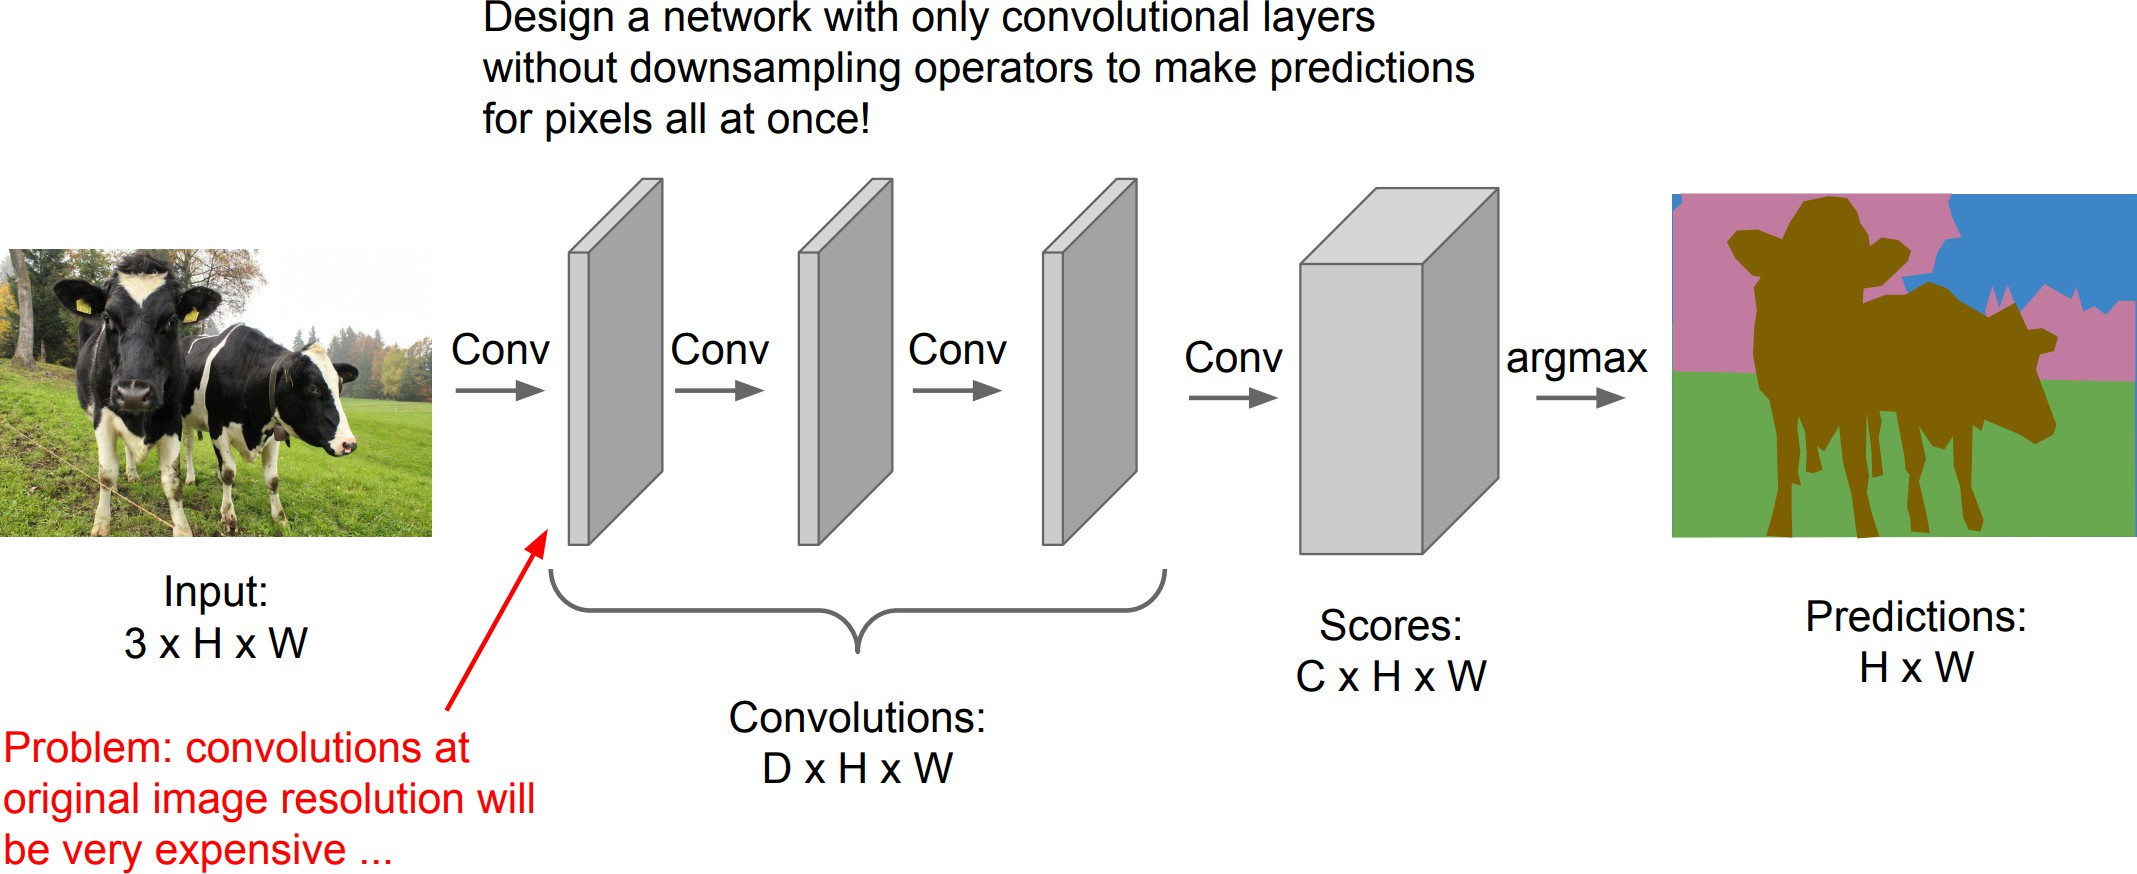 Design a network with only convolutional layers
without downsampling operators to make predictions
for pixels all at once!
Conv
Conv
Conv
Conv
argmax
Input:
3 x H x W
Problem: convolutions at
original image resolution will
be very expensive ...
Convolutions:
D x H x W
Scores:
C x H x W
Predictions:
H x W